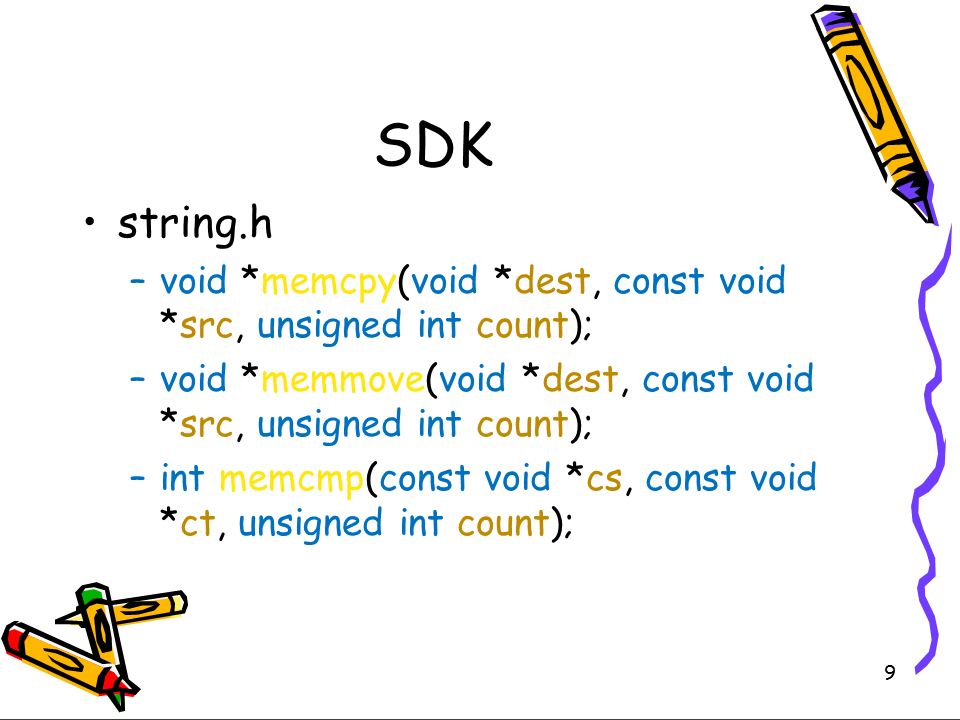 SDK
• string.h
– void *memcpy(void *dest, const void
*src, unsigned int count);
– void *memmove(void *dest, const void
*src, unsigned int count);
– int memcmp(const void *cs, const void
*ct, unsigned int count);
9